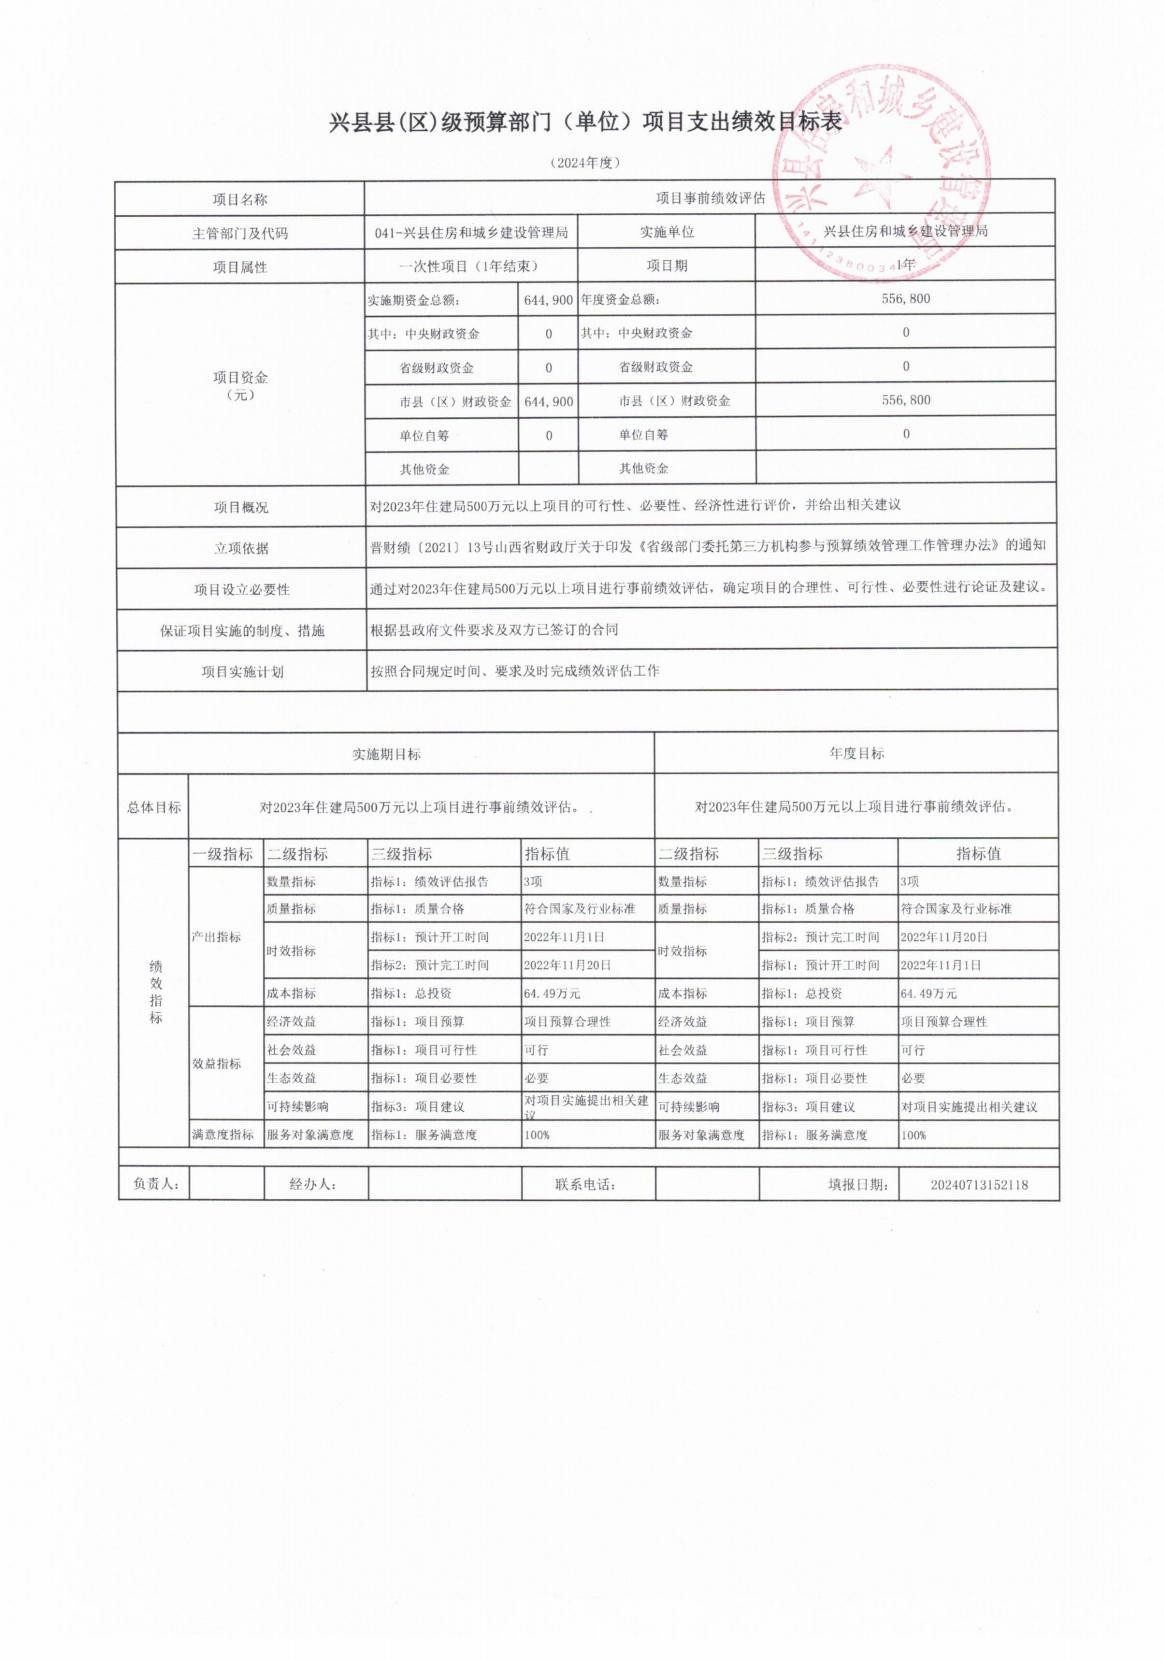 兴县县(区)级预算部门（单位）项目支出绩效目标表
（2024年度）
项目名称 项目事前绩效评估
主管部门及代码 041-兴县住房和城乡建设管理局 实施单位 兴县住房和城乡建设管理局
项目属性 一次性项目（1年结束） 项目期 1年
项目资金（元）
实施期资金总额： 644,900 年度资金总额： 556,800
其中：中央财政资金 0 其中：中央财政资金 0
省级财政资金 0 省级财政资金 0
市县（区）财政资金 644,900 市县（区）财政资金 556,800
单位自筹 0 单位自筹 0
其他资金 其他资金
项目概况 对2023年住建局500万元以上项目的可行性、必要性、经济性进行评价，并给出相关建议
立项依据 晋财绩〔2021〕13号山西省财政厅关于印发《省级部门委托第三方机构参与预算绩效管理工作管理办法》的通知
项目设立必要性 通过对2023年住建局500万元以上项目进行事前绩效评估，确定项目的合理性、可行性、必要性进行论证及建议。
保证项目实施的制度、措施 根据县政府文件要求及双方已签订的合同
项目实施计划 按照合同规定时间、要求及时完成绩效评估工作
实施期目标 年度目标
总体目标 对2023年住建局500万元以上项目进行事前绩效评估。 对2023年住建局500万元以上项目进行事前绩效评估。
绩效指标
一级指标 二级指标 三级指标 指标值 二级指标 三级指标 指标值
产出指标
数量指标 指标1：绩效评估报告 3项 数量指标 指标1：绩效评估报告 3项
质量指标 指标1：质量合格 符合国家及行业标准 质量指标 指标1：质量合格 符合国家及行业标准
时效指标 指标1：预计开工时间 2022年11月1日 时效指标 指标2：预计完工时间 2022年11月20日
指标2：预计完工时间 2022年11月20日 指标1：预计开工时间 2022年11月1日
成本指标 指标1：总投资 64.49万元 成本指标 指标1：总投资 64.49万元
效益指标
经济效益 指标1：项目预算 项目预算合理性 经济效益 指标1：项目预算 项目预算合理性
社会效益 指标1：项目可行性 可行 社会效益 指标1：项目可行性 可行
生态效益 指标1：项目必要性 必要 生态效益 指标1：项目必要性 必要
可持续影响 指标3：项目建议 对项目实施提出相关建议 可持续影响 指标3：项目建议 对项目实施提出相关建议
满意度指标 服务对象满意度 指标1：服务满意度 100% 服务对象满意度 指标1：服务满意度 100%
负责人： 经办人： 联系电话： 填报日期： 20240713152118
兴县住房和城乡建设管理局